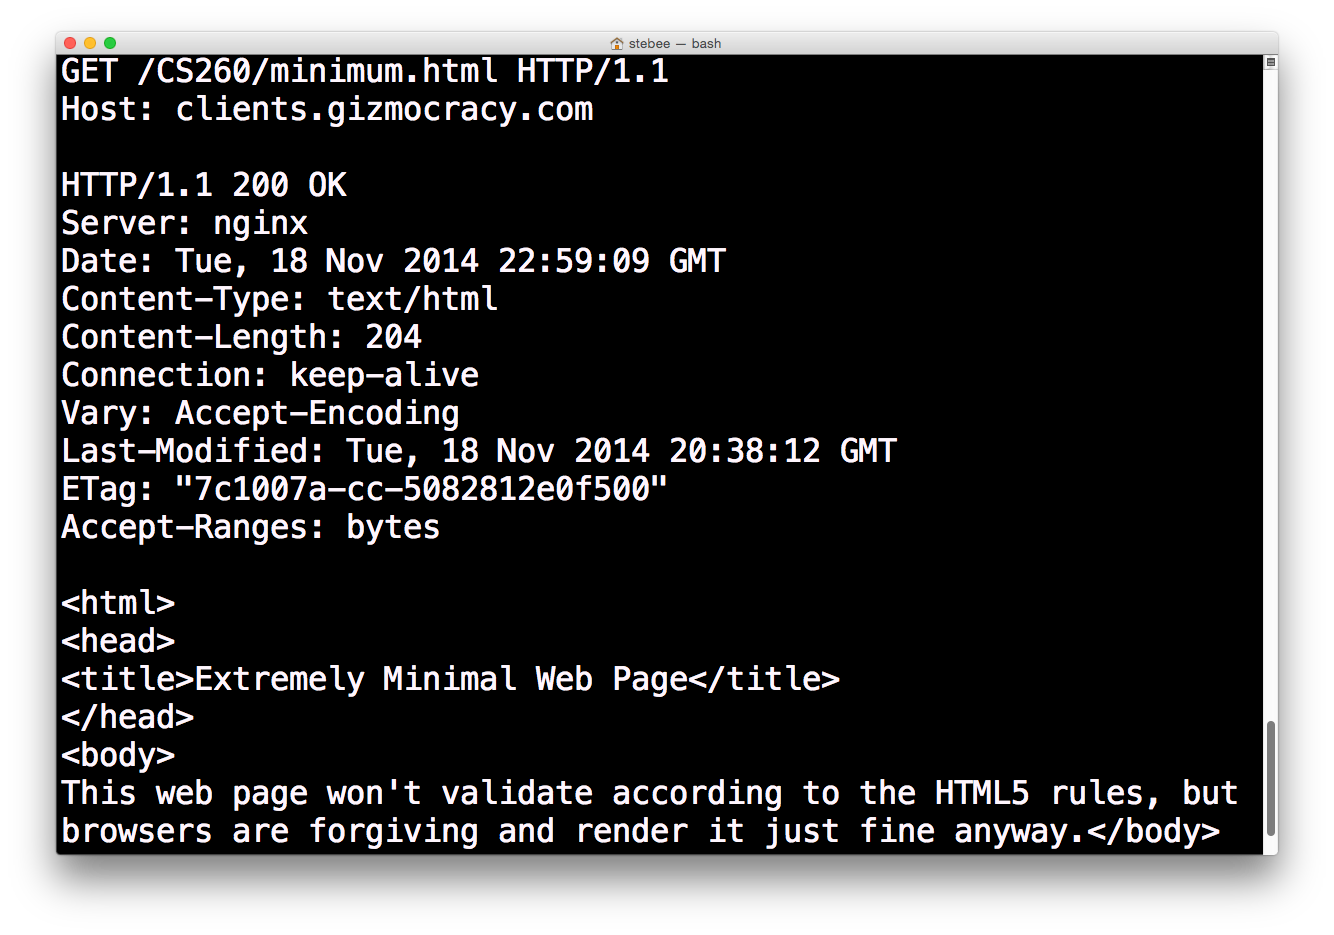 stebee — bash
GET /CS260/minimum.html HTTP/1.1
Host: clients.gizmocracy.com

HTTP/1.1 200 OK
Server: nginx
Date: Tue, 18 Nov 2014 22:59:09 GMT
Content-Type: text/html
Content-Length: 204
Connection: keep-alive
Vary: Accept-Encoding
Last-Modified: Tue, 18 Nov 2014 20:38:12 GMT
ETag: "7c1007a-cc-5082812e0f500"
Accept-Ranges: bytes

<html>
<head>
<title>Extremely Minimal Web Page</title>
</head>
<body>
This web page won't validate according to the HTML5 rules, but
browsers are forgiving and render it just fine anyway.</body>